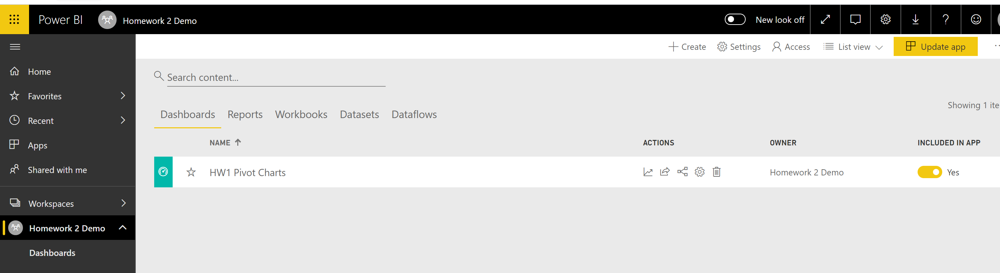 Power BI Homework 2 Demo New look off
Create Settings Access List view Update app
Home
Favorites
Recent
Apps
Shared with me
Workspaces
Homework 2 Demo
Dashboards
Search content...
Showing 1 ite
Dashboards Reports Workbooks Datasets Dataflows
NAME ACTIONS OWNER INCLUDED IN APP
HW1 Pivot Charts Homework 2 Demo Yes